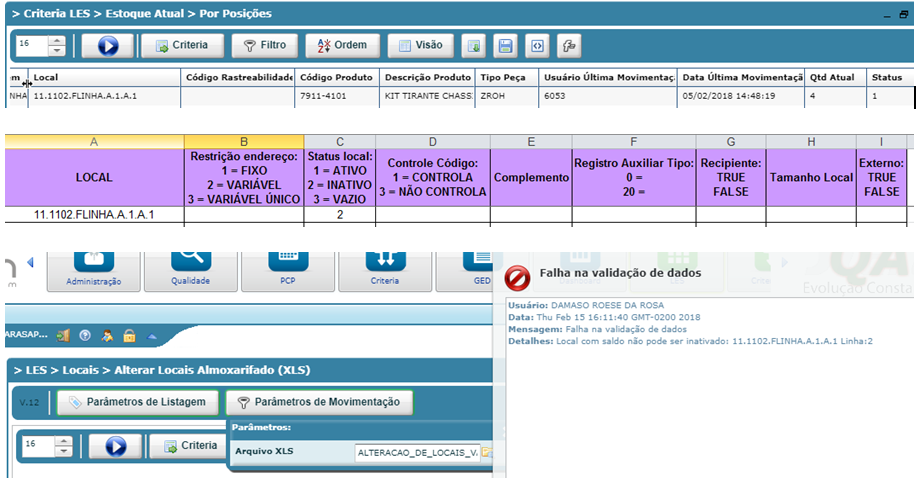 > Criteria LES > Estoque Atual > Por Posições
16 Criteria Filtro Ordem Visão
em Local Código Rastreabilidade Código Produto Descrição Produto Tipo Peça Usuário Última Movimentaç Data Última Movimentaçã Qtd Atual Status
NHA 11.1102.FLINHA.A.1.A.1 7911-4101 KIT TIRANTE CHASS: ZROH 6053 05/02/2018 14:48:19 4 1
A B C D E F G H I
LOCAL
Restrição endereço:
1 = FIXO
2 = VARIÁVEL
3 = VARIÁVEL ÚNICO
Status local:
1 = ATIVO
2 = INATIVO
3 = VAZIO
Controle Código:
1 = CONTROLA
3 = NÃO CONTROLA
Complemento
Registro Auxiliar Tipo:
0 =
20 =
Recipiente:
TRUE
FALSE
Tamanho Local
Externo:
TRUE
FALSE
11.1102.FLINHA.A.1.A.1 2
Administração Qualidade PCP Criteria GED
QA
Evolução Consta
ARASAP...
> LES > Locais > Alterar Locais Almoxarifado (XLS)
V.12 Parâmetros de Listagem Parâmetros de Movimentação
Parâmetros:
16 Criteria
Arquivo XLS ALTERACAO_DE_LOCAIS_V.
Falha na validação de dados
Usuário: DAMASO ROESE DA ROSA
Data: Thu Feb 15 16:11:40 GMT-0200 2018
Mensagem: Falha na validação de dados
Detalhes: Local com saldo não pode ser inativado: 11.1102.FLINHA.A.1.A.1 Linha:2